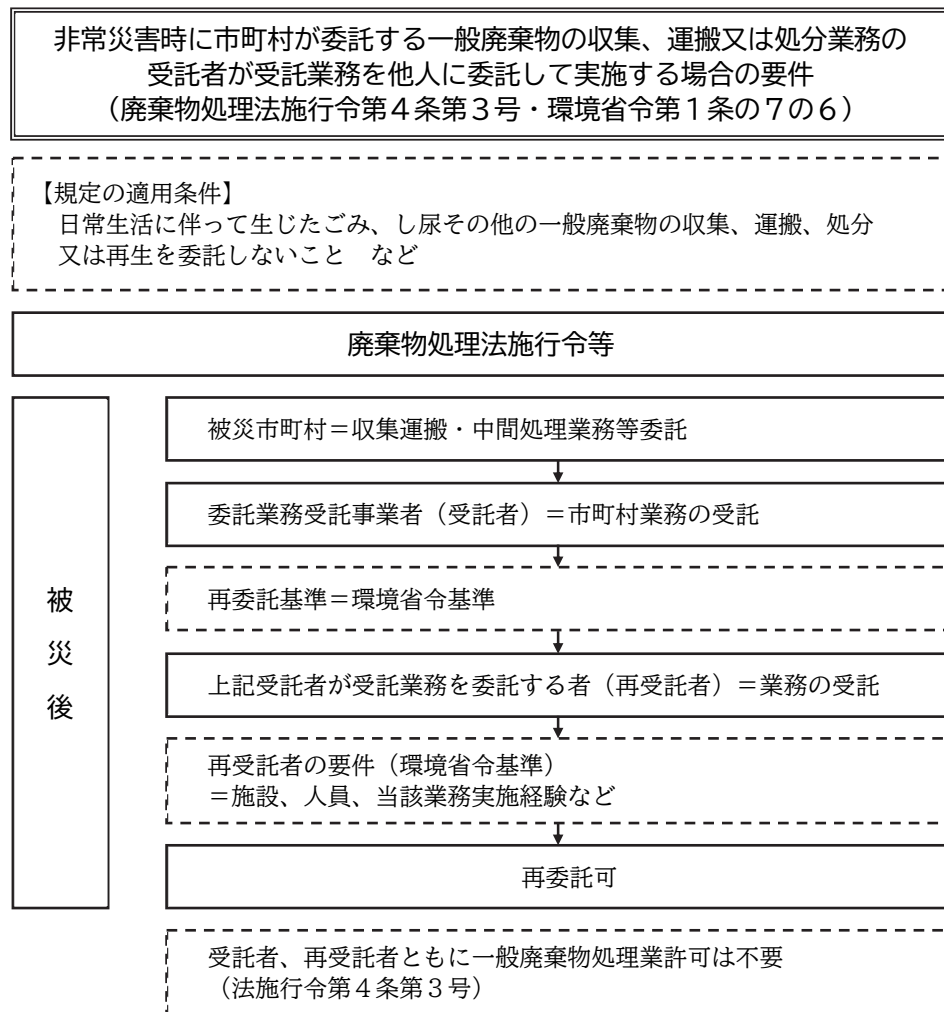 非常災害時に市町村が委託する一般廃棄物の収集、運搬又は処分業務の
受託者が受託業務を他人に委託して実施する場合の要件
（廃棄物処理法施行令第４条第３号・環境省令第１条の７の６）
【規定の適用条件】
日常生活に伴って生じたごみ、し尿その他の一般廃棄物の収集、運搬、処分
又は再生を委託しないこと　など
廃棄物処理法施行令等
被災後
被災市町村＝収集運搬・中間処理業務等委託
委託業務受託事業者（受託者）＝市町村業務の受託
再委託基準＝環境省令基準
上記受託者が受託業務を委託する者（再受託者）＝業務の受託
再受託者の要件（環境省令基準）
＝施設、人員、当該業務実施経験など
再委託可
受託者、再受託者ともに一般廃棄物処理業許可は不要
（法施行令第４条第３号）